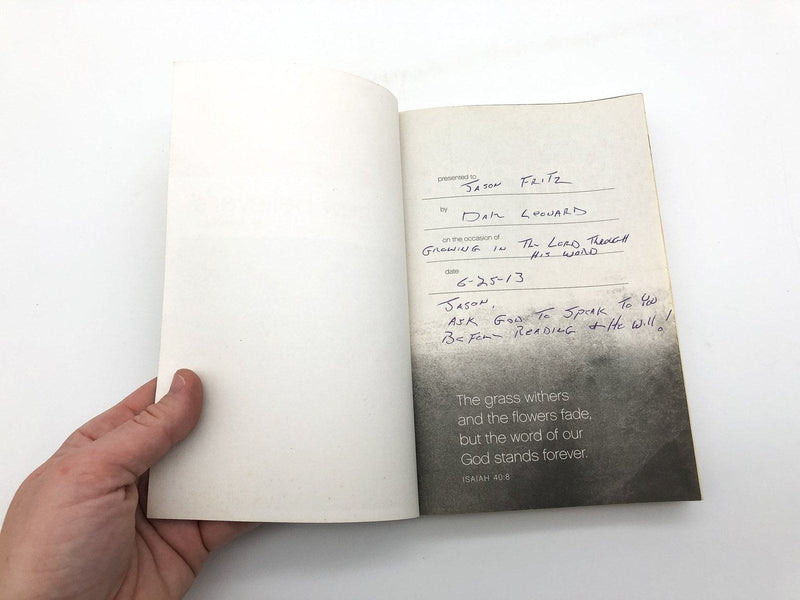 presented to
JASON FRITZ
by
DAN LEONARD
on the occasion of
GROWING IN The LORD THROUGH
HIS WORD
date
6-25-13
JASON,
ASK GOD TO SPEAK TO YOU
BEFORE READING & He WILL!
The grass withers
and the flowers fade,
but the word of our
God stands forever.
ISAIAH 40:8